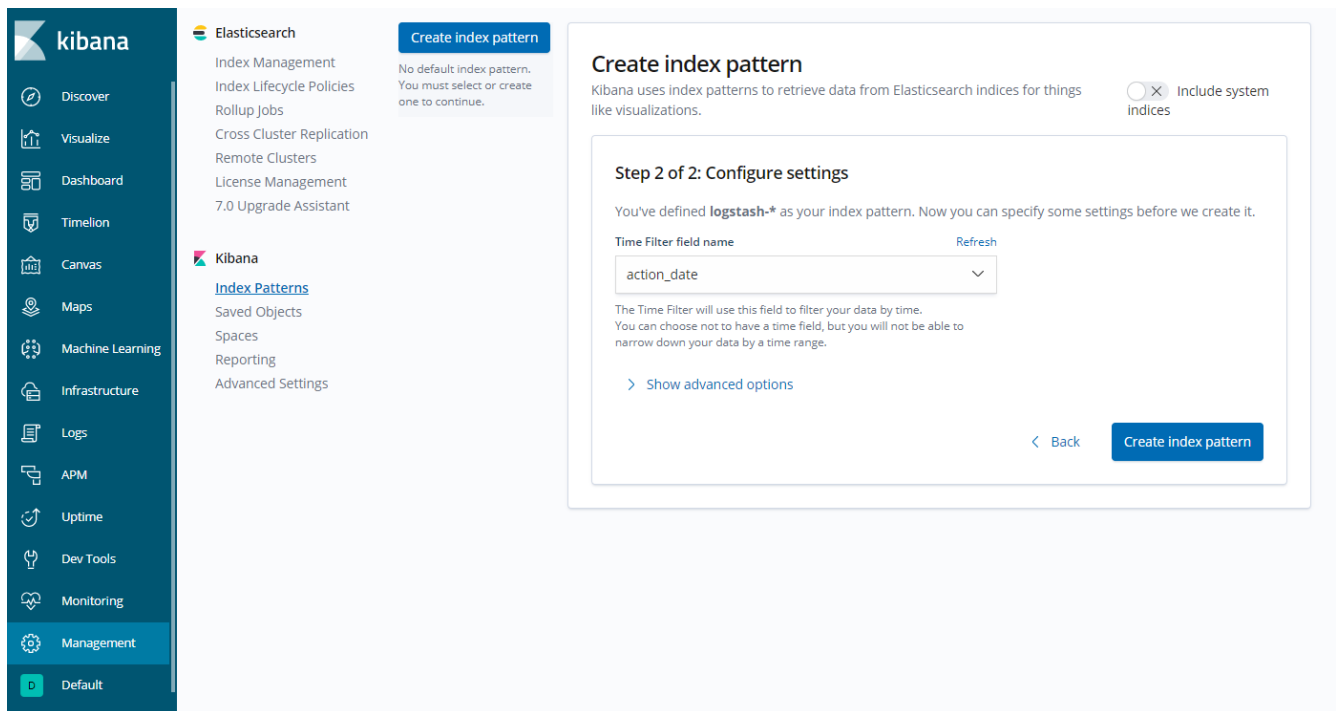 kibana
Discover
Visualize
Dashboard
Timelion
Canvas
Maps
Machine Learning
Infrastructure
Logs
APM
Uptime
Dev Tools
Monitoring
Management
D
Default
Elasticsearch
Index Management
Index Lifecycle Policies
Rollup Jobs
Cross Cluster Replication
Remote Clusters
License Management
7.0 Upgrade Assistant
Kibana
Index Patterns
Saved Objects
Spaces
Reporting
Advanced Settings
Create index pattern
No default index pattern.
You must select or create
one to continue.
Create index pattern
Kibana uses index patterns to retrieve data from Elasticsearch indices for things
like visualizations.
Include system
indices
Step 2 of 2: Configure settings
You've defined logstash-* as your index pattern. Now you can specify some settings before we create it.
Time Filter field name
Refresh
action_date
The Time Filter will use this field to filter your data by time.
You can choose not to have a time field, but you will not be able to
narrow down your data by a time range.
Show advanced options
Back
Create index pattern